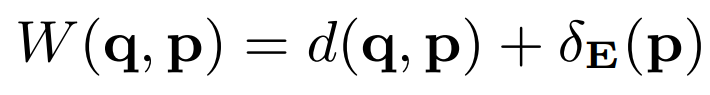 W(𝐪, 𝐩) = d(𝐪, 𝐩) + δ_𝐄(𝐩)